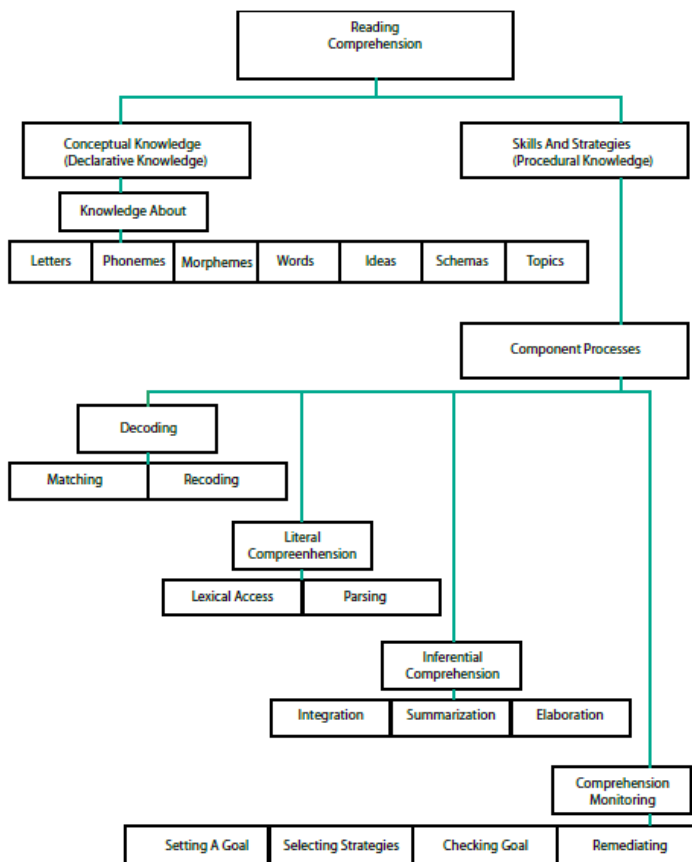 Reading
Comprehension
Conceptual Knowledge
(Declarative Knowledge)
Skills And Strategies
(Procedural Knowledge)
Knowledge About
Letters
Phonemes
Morphemes
Words
Ideas
Schemas
Topics
Component Processes
Decoding
Matching
Recoding
Literal
Compreenhension
Lexical Access
Parsing
Inferential
Comprehension
Integration
Summarization
Elaboration
Comprehension
Monitoring
Setting A Goal
Selecting Strategies
Checking Goal
Remediating